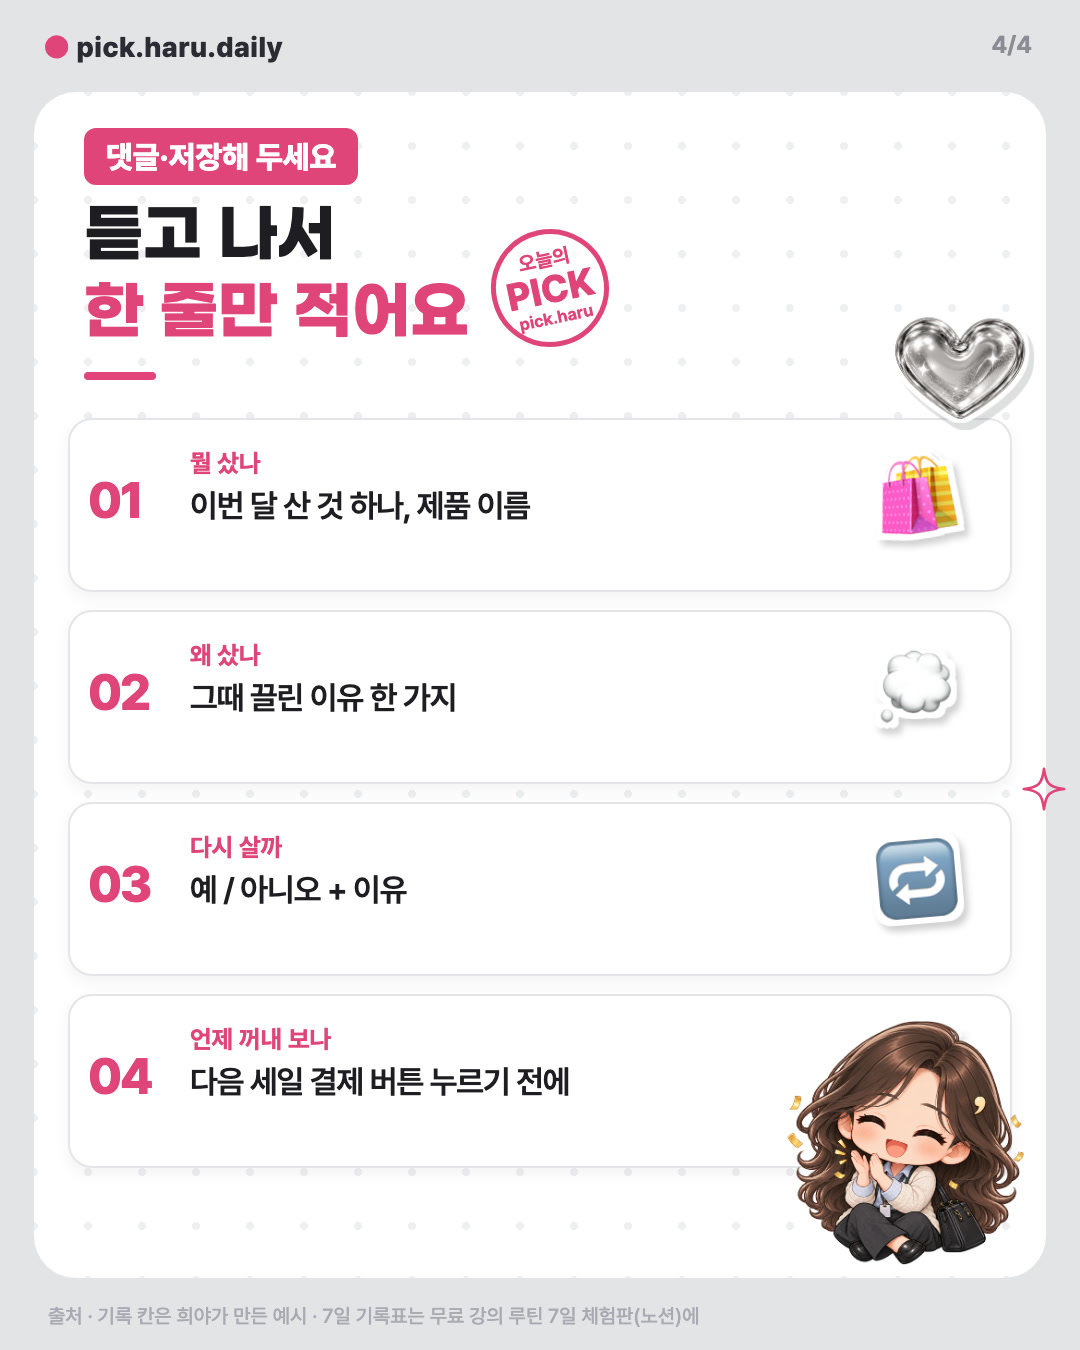 pick.haru.daily
4/4
댓글·저장해 두세요
듣고 나서
한 줄만 적어요
오늘의
PICK
pick.haru
01
뭘 샀나
이번 달 산 것 하나, 제품 이름
02
왜 샀나
그때 끌린 이유 한 가지
03
다시 살까
예 / 아니오 + 이유
04
언제 꺼내 보나
다음 세일 결제 버튼 누르기 전에
출처 · 기록 칸은 희야가 만든 예시 · 7일 기록표는 무료 강의 루틴 7일 체험판(노션)에